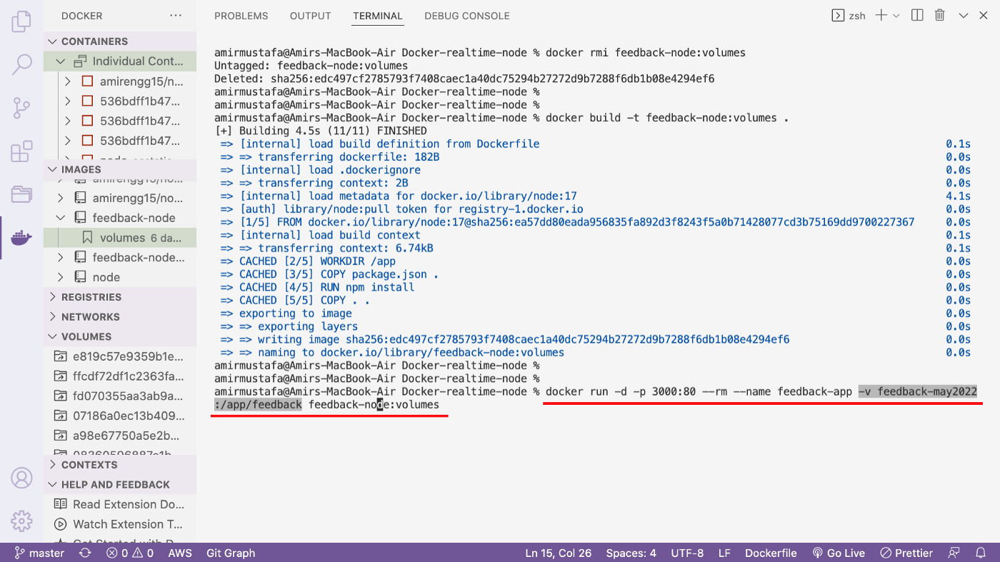 DOCKER
CONTAINERS
Individual Cont...
amirengg15/n...
536bdff1b47...
536bdff1b47...
536bdff1b47...
IMAGES
amirengg15/no...
amirengg15/no...
feedback-node
volumes 6 da...
feedback-node...
node
REGISTRIES
NETWORKS
VOLUMES
e819c57e9359b1e...
ffcdf72df1c2363fa...
fd070355aa3ab9a...
07186a0ec13b409...
a98e67750a5e2b...
CONTEXTS
HELP AND FEEDBACK
Read Extension Do...
Watch Extension T...
PROBLEMS OUTPUT TERMINAL DEBUG CONSOLE zsh
amirmustafa@Amirs-MacBook-Air Docker-realtime-node % docker rmi feedback-node:volumes
Untagged: feedback-node:volumes
Deleted: sha256:edc497cf2785793f7408caec1a40dc75294b27272d9b7288f6db1b08e4294ef6
amirmustafa@Amirs-MacBook-Air Docker-realtime-node %
amirmustafa@Amirs-MacBook-Air Docker-realtime-node %
amirmustafa@Amirs-MacBook-Air Docker-realtime-node % docker build -t feedback-node:volumes .
[+] Building 4.5s (11/11) FINISHED
=> [internal] load build definition from Dockerfile 0.1s
=> => transferring dockerfile: 182B 0.0s
=> [internal] load .dockerignore 0.0s
=> => transferring context: 2B 0.0s
=> [internal] load metadata for docker.io/library/node:17 4.1s
=> [auth] library/node:pull token for registry-1.docker.io 0.0s
=> [1/5] FROM docker.io/library/node:17@sha256:ea57dd80eada956835fa892d3f8243f5a0b71428077cd3b75169dd9700227367 0.0s
=> [internal] load build context 0.1s
=> => transferring context: 6.74kB 0.1s
=> CACHED [2/5] WORKDIR /app 0.0s
=> CACHED [3/5] COPY package.json . 0.0s
=> CACHED [4/5] RUN npm install 0.0s
=> CACHED [5/5] COPY . . 0.0s
=> exporting to image 0.0s
=> => exporting layers 0.0s
=> => writing image sha256:edc497cf2785793f7408caec1a40dc75294b27272d9b7288f6db1b08e4294ef6 0.0s
=> => naming to docker.io/library/feedback-node:volumes 0.0s
amirmustafa@Amirs-MacBook-Air Docker-realtime-node %
amirmustafa@Amirs-MacBook-Air Docker-realtime-node %
amirmustafa@Amirs-MacBook-Air Docker-realtime-node % docker run -d -p 3000:80 --rm --name feedback-app -v feedback-may2022
:/app/feedback feedback-node:volumes
master 0 0 AWS Git Graph Ln 15, Col 26 Spaces: 4 UTF-8 LF Dockerfile Go Live Prettier